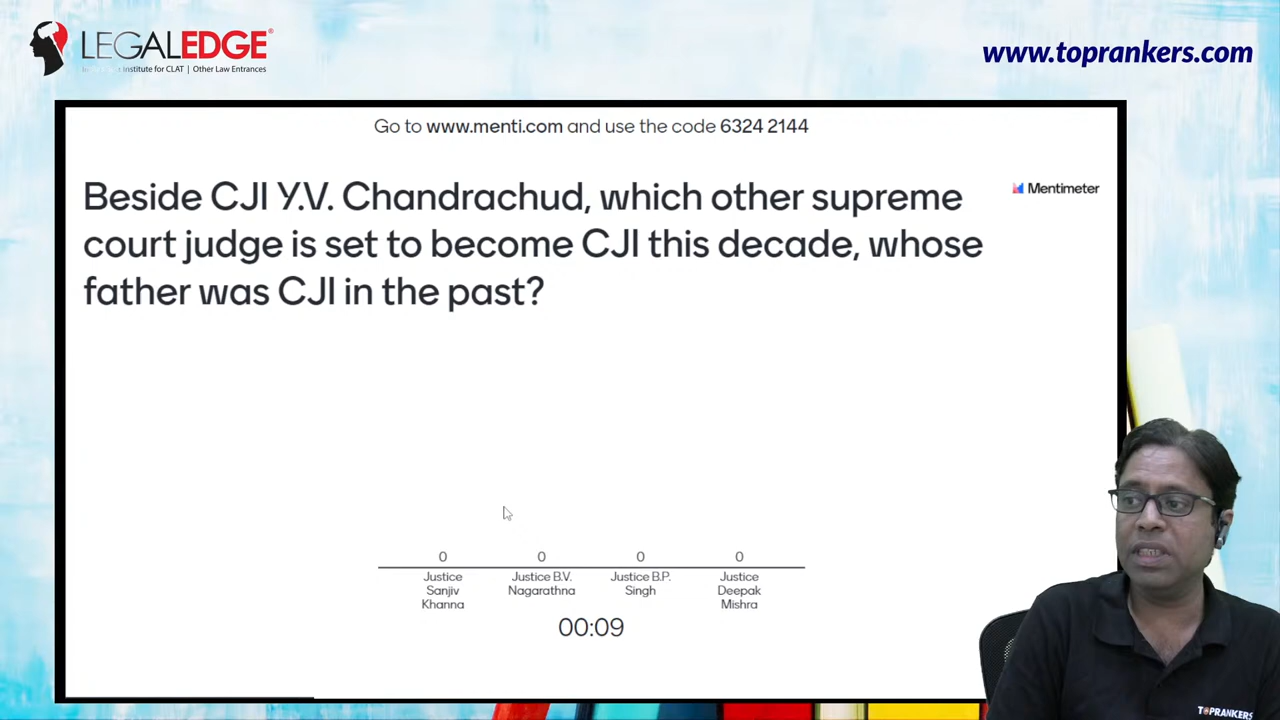 LEGALEDGE
institute for CLAT | Other Law Entrances
www.toprankers.com
Go to www.menti.com and use the code 6324 2144
Mentimeter
Beside CJI Y.V. Chandrachud, which other supreme
court judge is set to become CJI this decade, whose
father was CJI in the past?
0 0 0 0
Justice Sanjiv Khanna
Justice B.V. Nagarathna
Justice B.P. Singh
Justice Deepak Mishra
00:09
TOPRANKERS